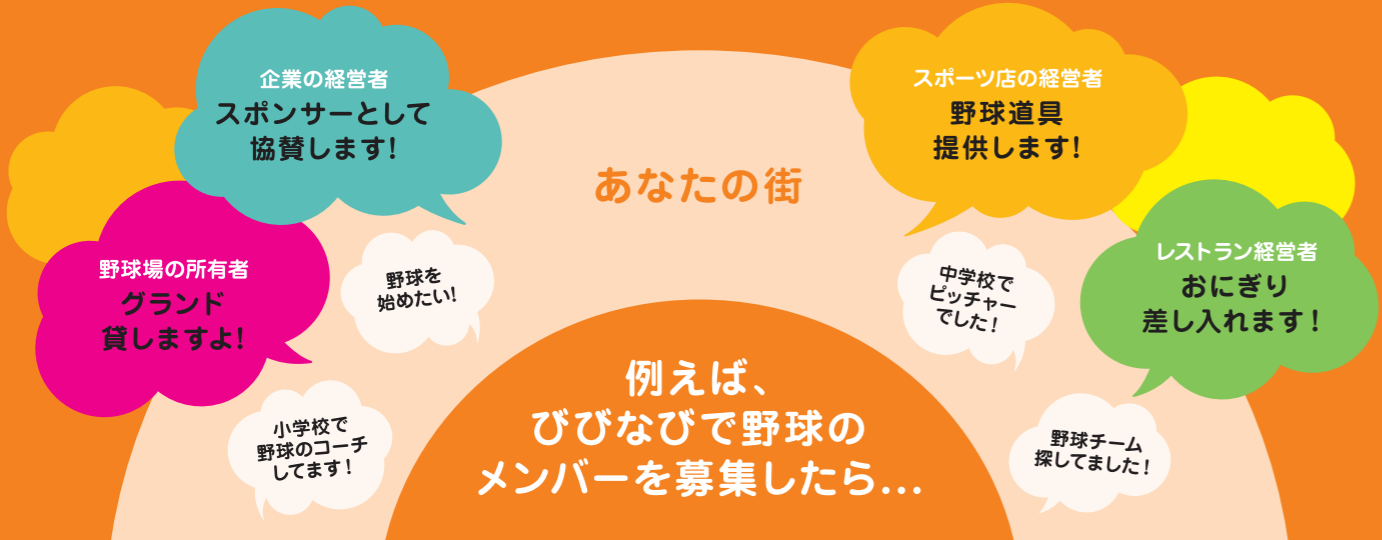 企業の経営者
スポンサーとして
協賛します!
スポーツ店の経営者
野球道具
提供します!
あなたの街
野球場の所有者
グランド
貸しますよ!
野球を
始めたい!
中学校で
ピッチャー
でした!
レストラン経営者
おにぎり
差し入れます!
小学校で
野球のコーチ
してます!
例えば、
びびなびで野球の
メンバーを募集したら...
野球チーム
探してました!